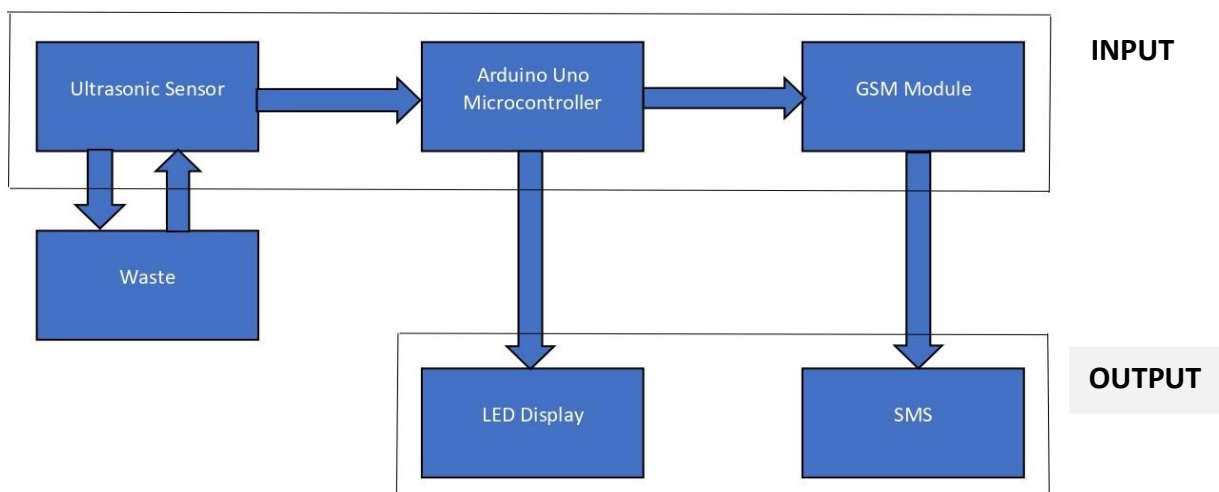 INPUT
Ultrasonic Sensor
Arduino Uno
Microcontroller
GSM Module
Waste
OUTPUT
LED Display
SMS